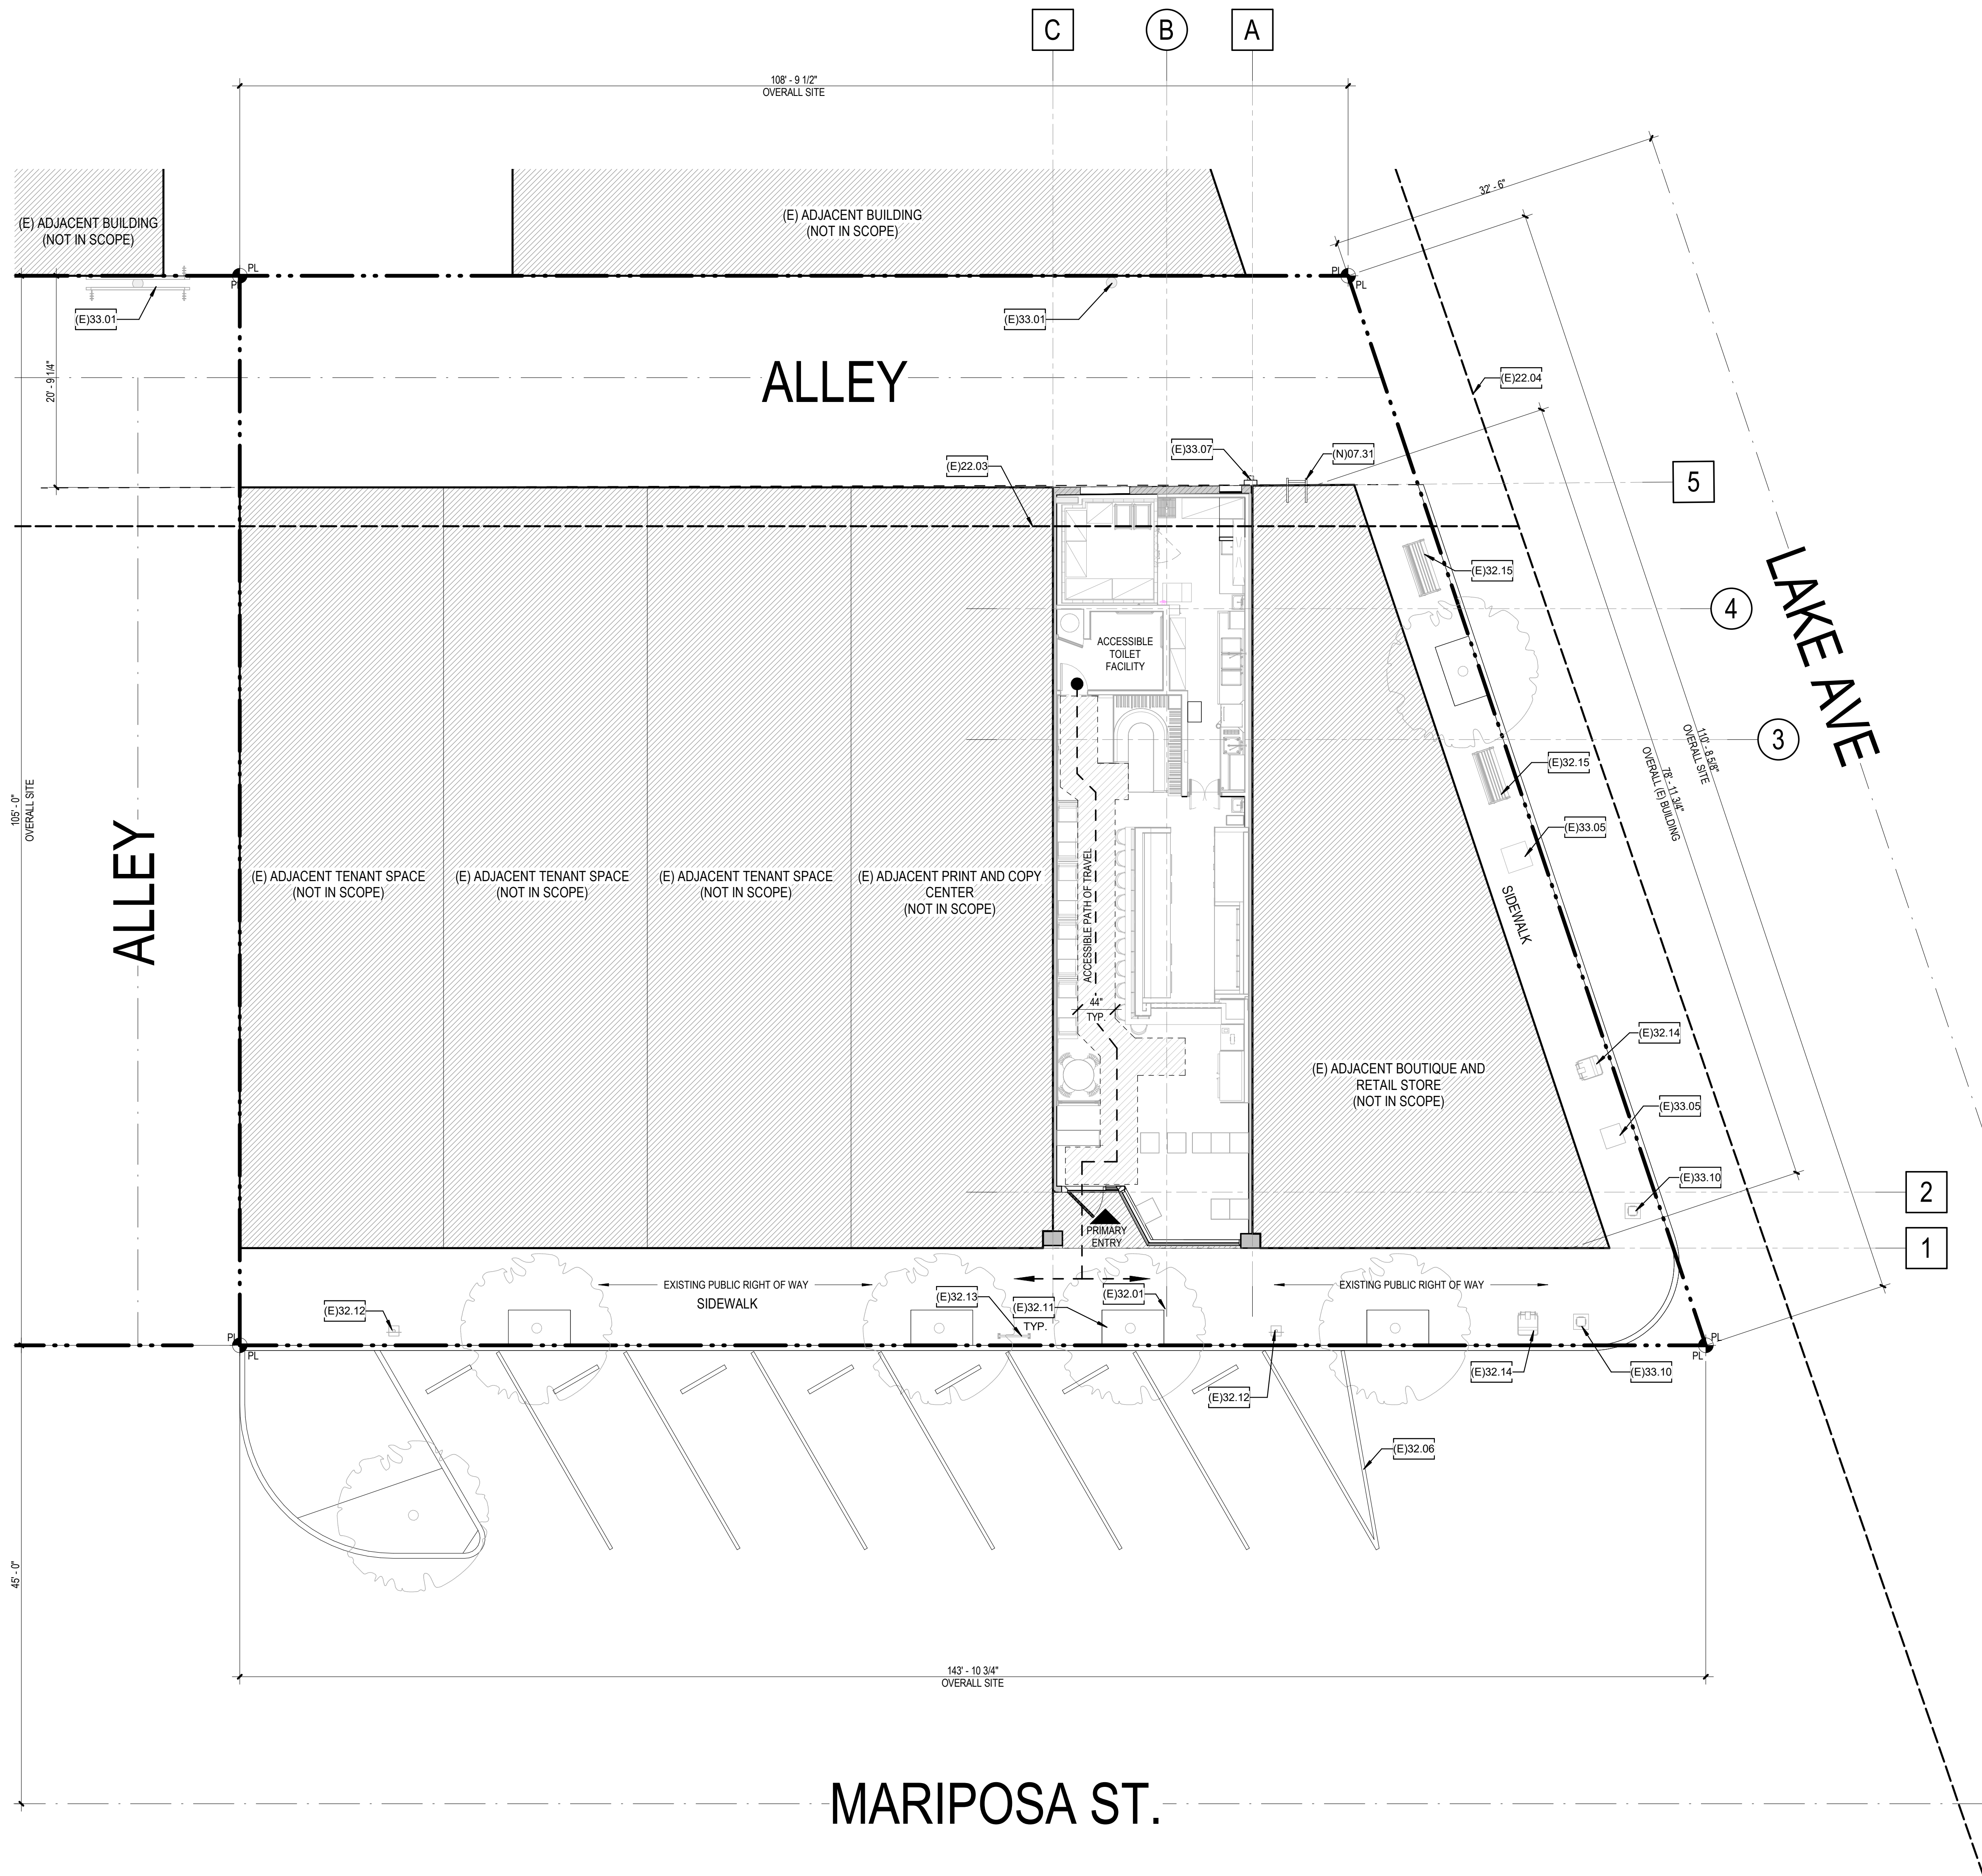 C
B
A
108' - 9 1/2"
OVERALL SITE
32' - 6"
(E) ADJACENT BUILDING
(NOT IN SCOPE)
(E) ADJACENT BUILDING
(NOT IN SCOPE)
PL
PL
PL
PL
(E)33.01
(E)33.01
20' - 9 1/4"
ALLEY
(E)22.04
(E)33.07
(N)07.31
(E)22.03
5
LAKE AVE
(E)32.15
4
ACCESSIBLE
TOILET
FACILITY
3
110' - 8 5/8"
OVERALL SITE
78' - 11 3/4"
OVERALL (E) BUILDING
(E)32.15
105' - 0"
OVERALL SITE
ALLEY
(E)33.05
(E) ADJACENT TENANT SPACE
(NOT IN SCOPE)
(E) ADJACENT TENANT SPACE
(NOT IN SCOPE)
(E) ADJACENT TENANT SPACE
(NOT IN SCOPE)
(E) ADJACENT PRINT AND COPY
CENTER
(NOT IN SCOPE)
ACCESSIBLE PATH OF TRAVEL
SIDEWALK
44"
TYP.
(E)32.14
(E) ADJACENT BOUTIQUE AND
RETAIL STORE
(NOT IN SCOPE)
(E)33.05
(E)33.10
2
PRIMARY
ENTRY
1
EXISTING PUBLIC RIGHT OF WAY
SIDEWALK
EXISTING PUBLIC RIGHT OF WAY
(E)32.12
(E)32.13
(E)32.11
TYP.
(E)32.01
PL
PL
PL
PL
(E)32.14
(E)33.10
(E)32.12
(E)32.06
45' - 0"
143' - 10 3/4"
OVERALL SITE
MARIPOSA ST.